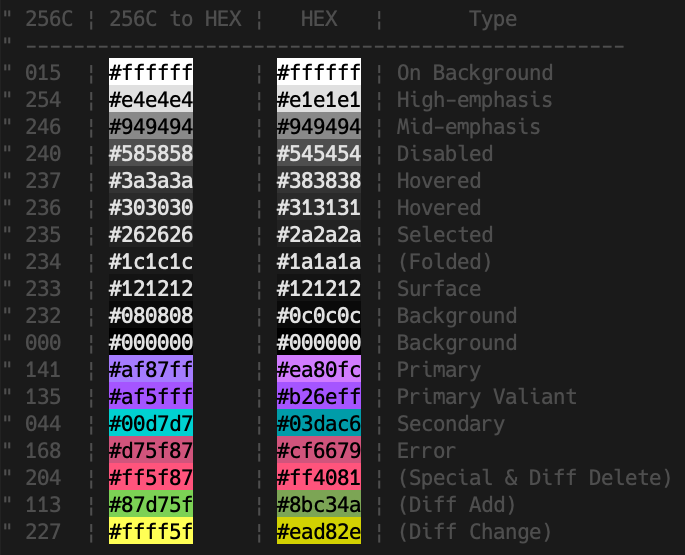 " 256C ¦ 256C to HEX ¦   HEX   ¦       Type
" --------------------------------------------------
" 015  ¦ #ffffff     ¦ #ffffff ¦ On Background
" 254  ¦ #e4e4e4     ¦ #e1e1e1 ¦ High-emphasis
" 246  ¦ #949494     ¦ #949494 ¦ Mid-emphasis
" 240  ¦ #585858     ¦ #545454 ¦ Disabled
" 237  ¦ #3a3a3a     ¦ #383838 ¦ Hovered
" 236  ¦ #303030     ¦ #313131 ¦ Hovered
" 235  ¦ #262626     ¦ #2a2a2a ¦ Selected
" 234  ¦ #1c1c1c     ¦ #1a1a1a ¦ (Folded)
" 233  ¦ #121212     ¦ #121212 ¦ Surface
" 232  ¦ #080808     ¦ #0c0c0c ¦ Background
" 000  ¦ #000000     ¦ #000000 ¦ Background
" 141  ¦ #af87ff     ¦ #ea80fc ¦ Primary
" 135  ¦ #af5fff     ¦ #b26eff ¦ Primary Valiant
" 044  ¦ #00d7d7     ¦ #03dac6 ¦ Secondary
" 168  ¦ #d75f87     ¦ #cf6679 ¦ Error
" 204  ¦ #ff5f87     ¦ #ff4081 ¦ (Special & Diff Delete)
" 113  ¦ #87d75f     ¦ #8bc34a ¦ (Diff Add)
" 227  ¦ #ffff5f     ¦ #ead82e ¦ (Diff Change)